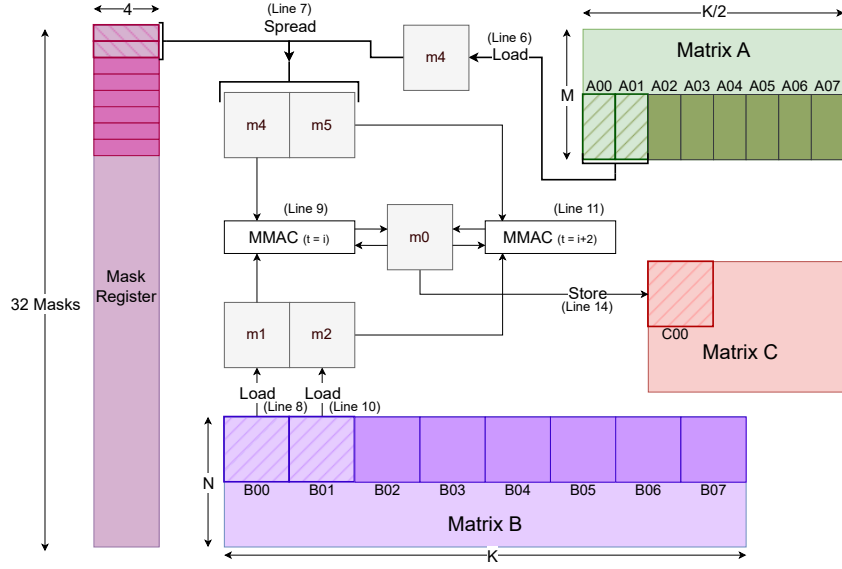 4
(Line 7)
Spread
(Line 6)
Load
m4
K/2
Matrix A
M
A00 A01 A02 A03 A04 A05 A06 A07
m4 m5
(Line 9)
MMAC (t = i)
m0
(Line 11)
MMAC (t = i+2)
Mask
Register
32 Masks
Store
(Line 14)
C00
Matrix C
m1 m2
Load
(Line 8)
Load
(Line 10)
N
B00 B01 B02 B03 B04 B05 B06 B07
Matrix B
K